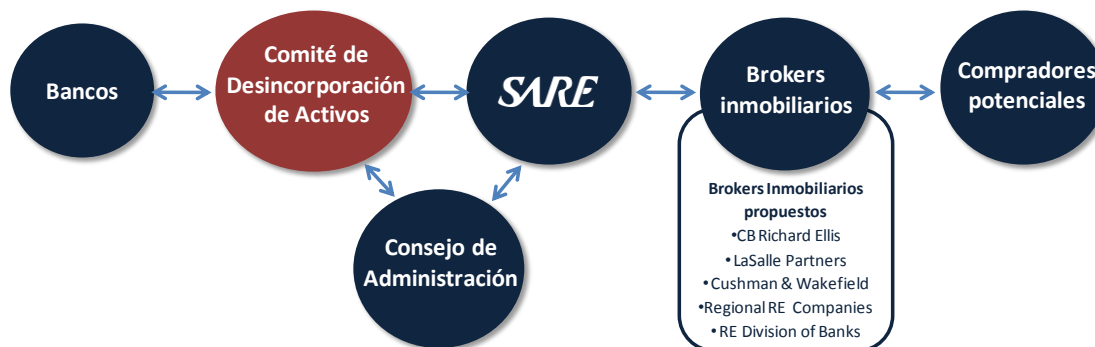 Bancos
Comité de
Desincorporación
de Activos
SARE
Brokers
inmobiliarios
Compradores
potenciales
Consejo de
Administración
Brokers Inmobiliarios
propuestos
•CB Richard Ellis
•LaSalle Partners
•Cushman & Wakefield
•Regional RE Companies
•RE Division of Banks